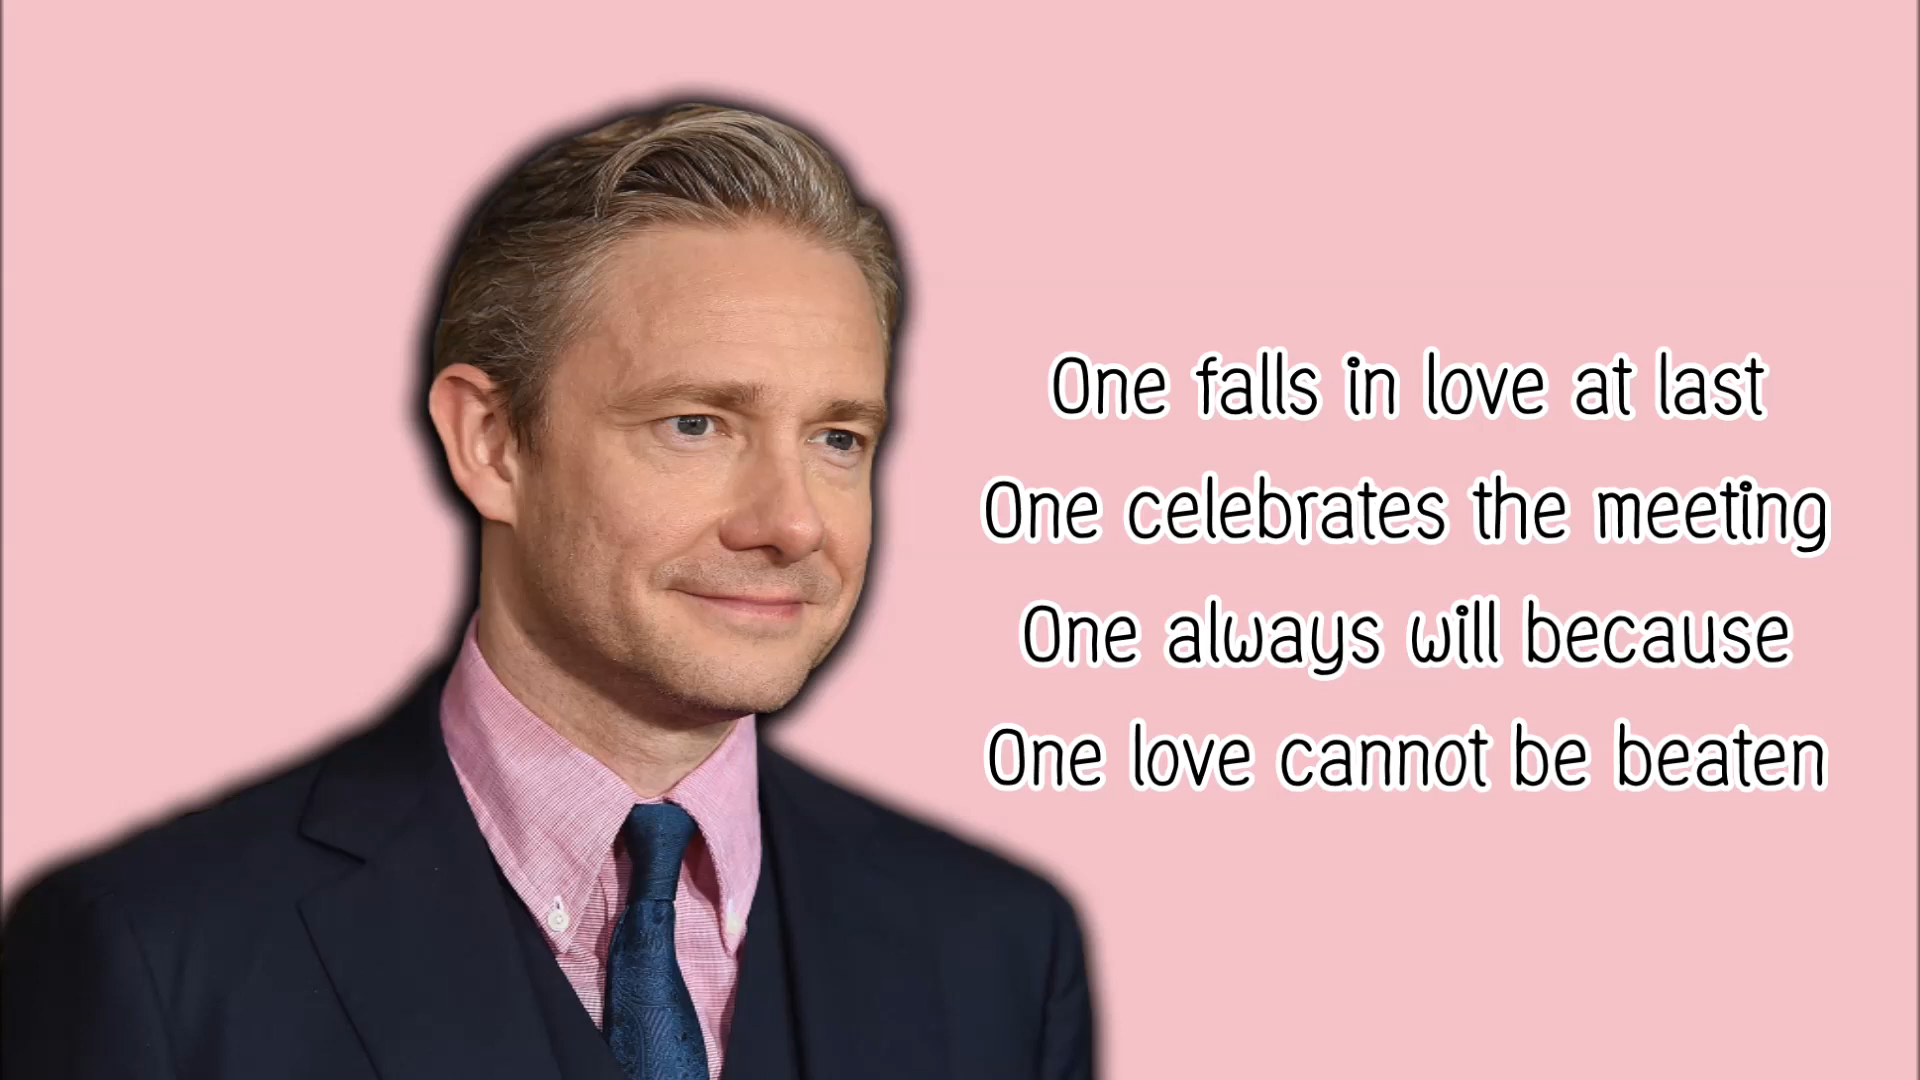 One falls in love at last
One celebrates the meeting
One always will because
One love cannot be beaten